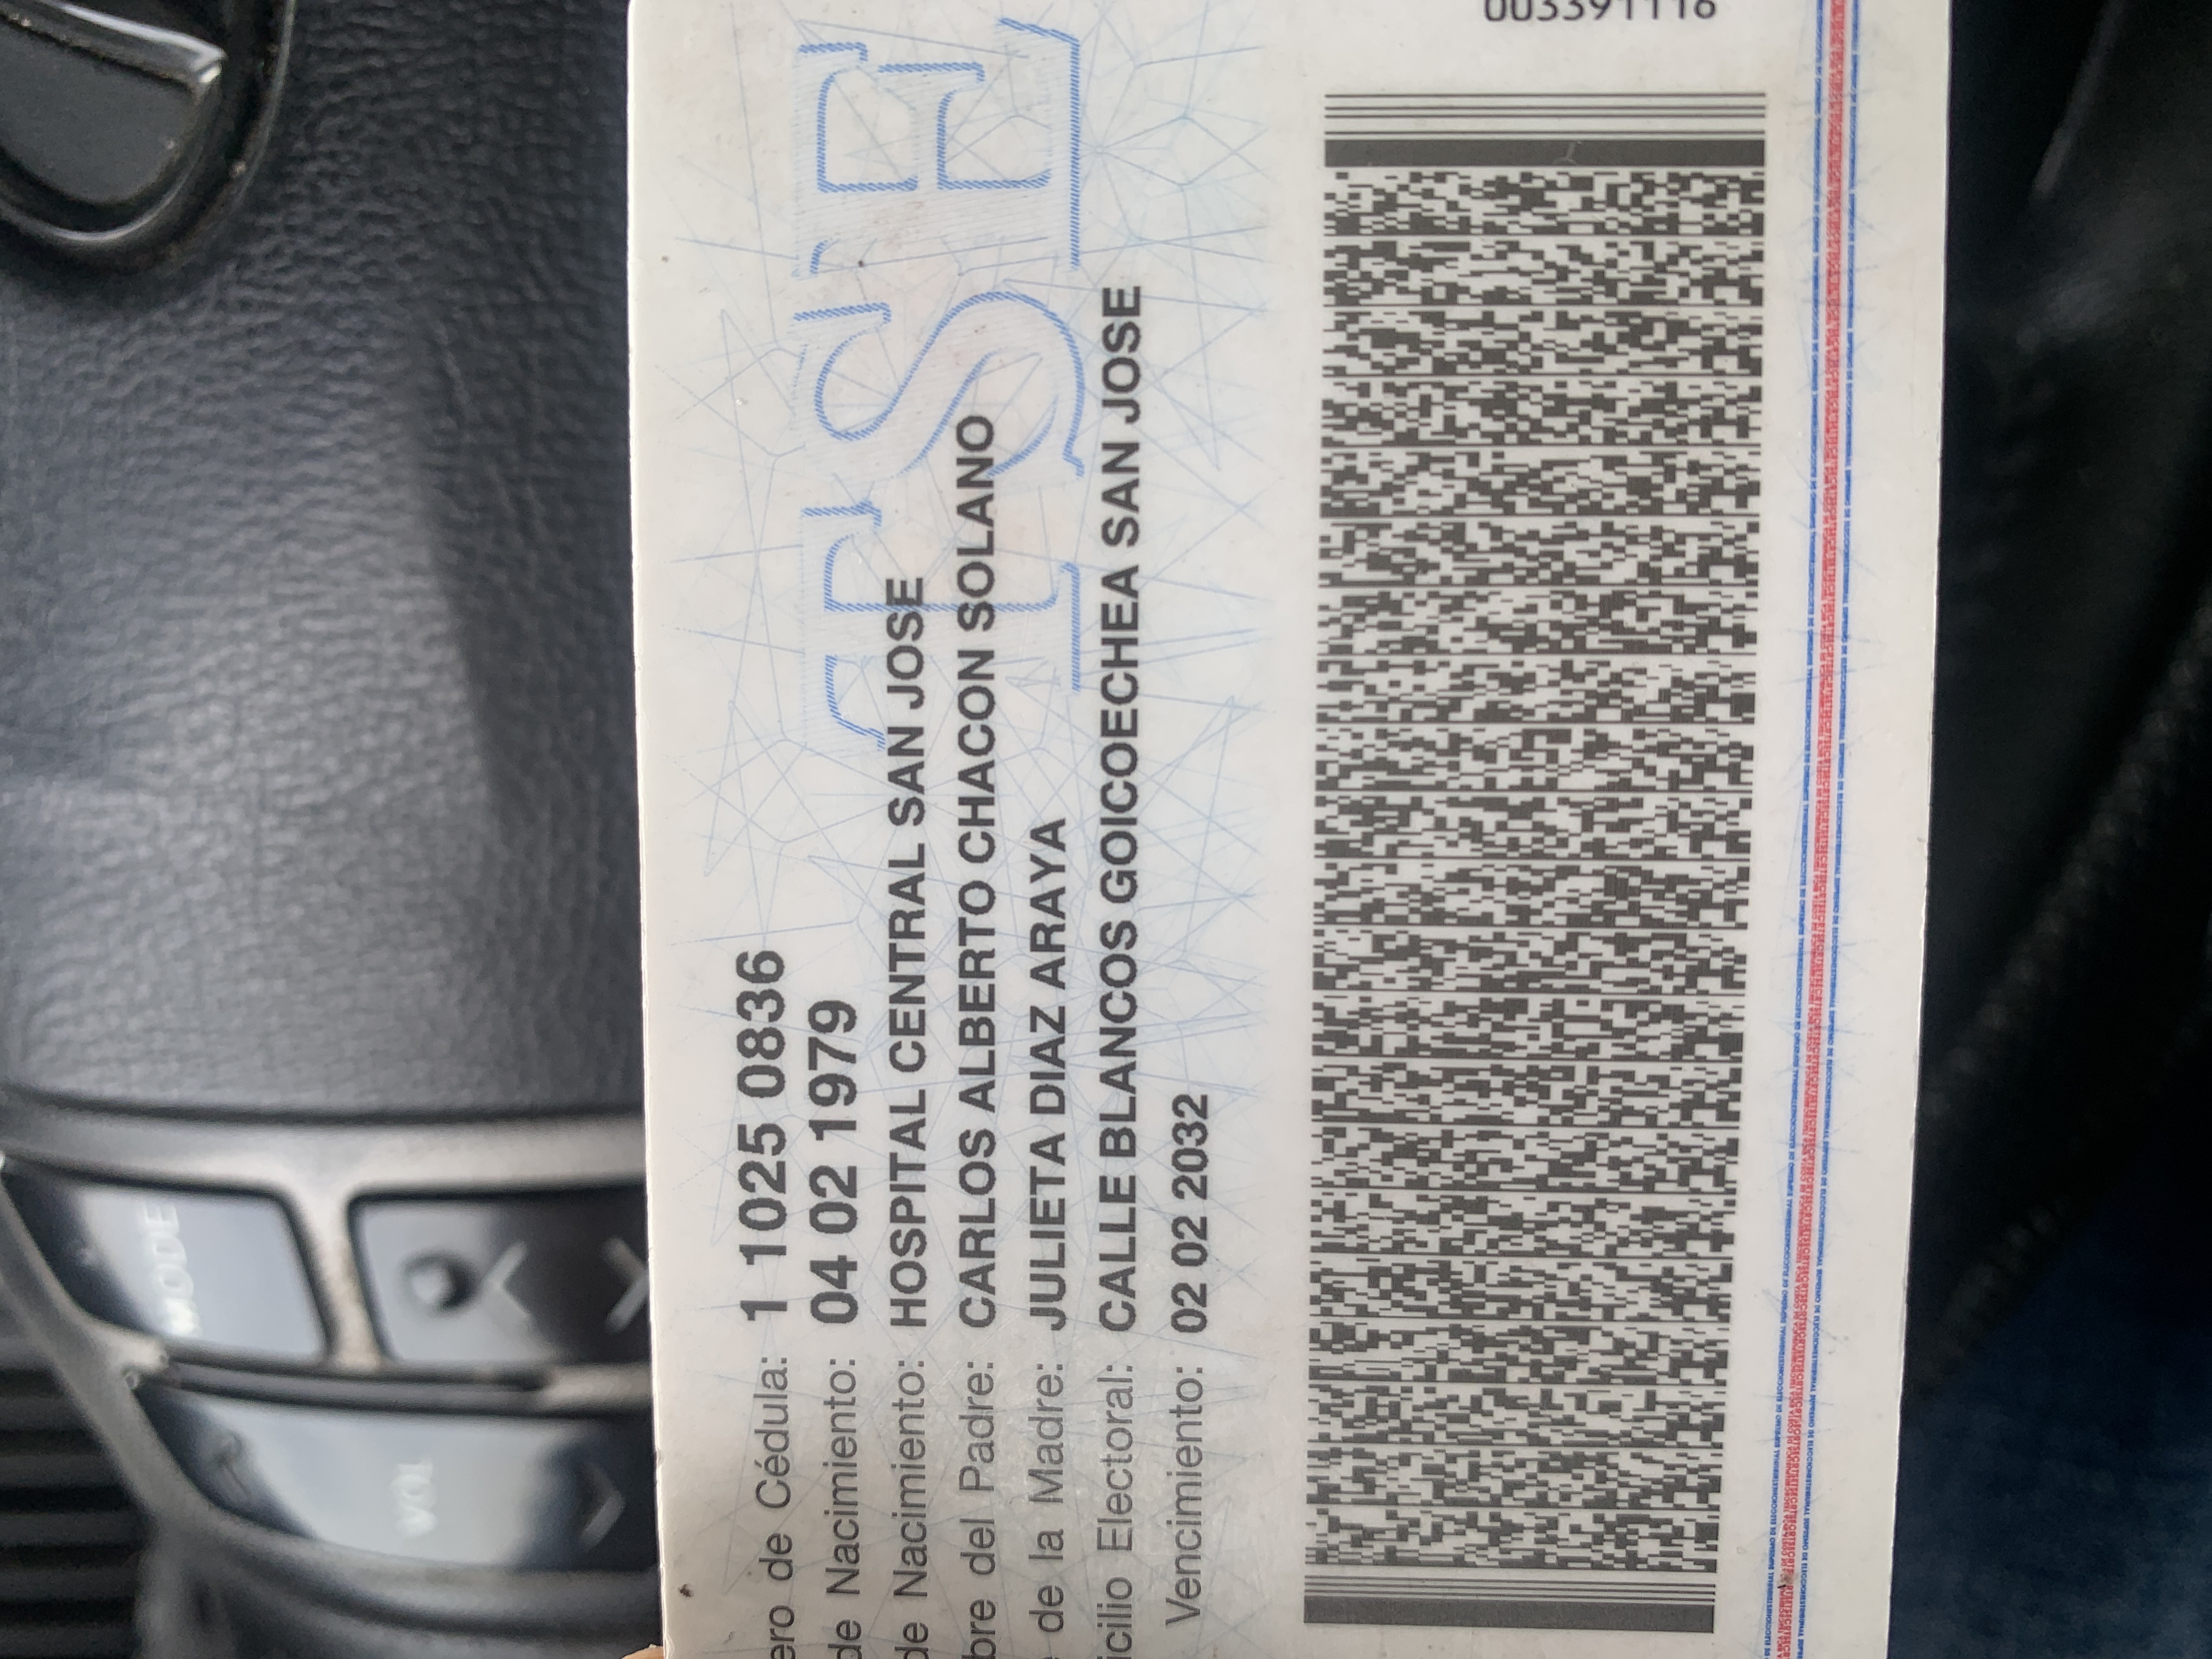 003391116
TSE
ero de Cédula: 1 1025 0836
de Nacimiento: 04 02 1979
de Nacimiento: HOSPITAL CENTRAL SAN JOSE
bre del Padre: CARLOS ALBERTO CHACON SOLANO
de la Madre: JULIETA DIAZ ARAYA
icilio Electoral: CALLE BLANCOS GOICOECHEA SAN JOSE
Vencimiento: 02 02 2032
MODE
VOL